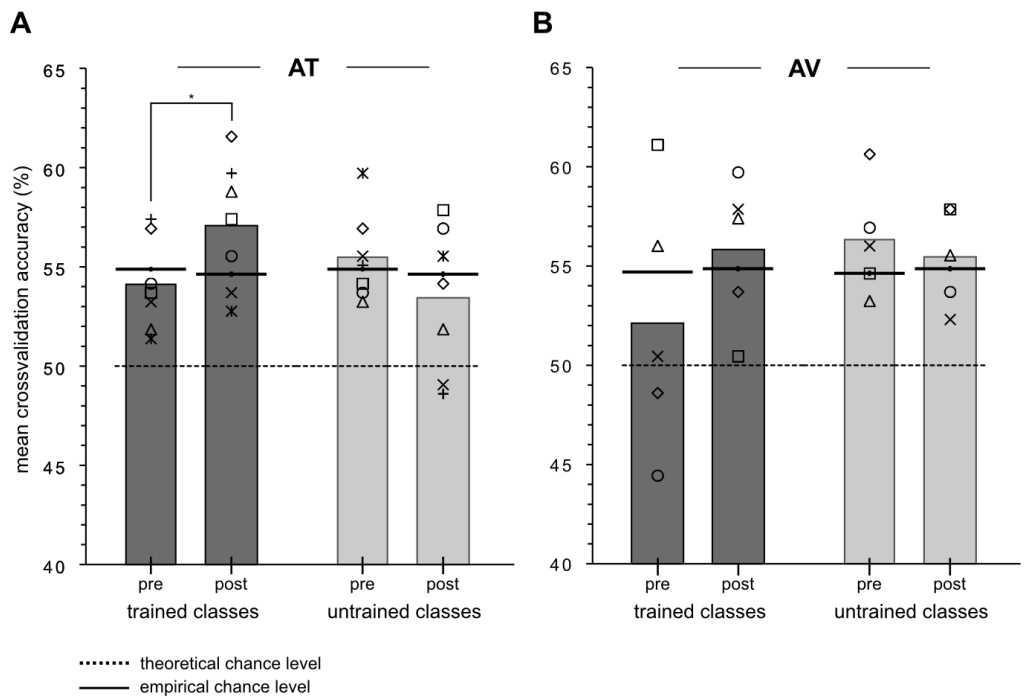 A
B
AT
AV
mean crossvalidation accuracy (%)
65
60
55
50
45
40
*
65
60
55
50
45
40
pre
post
pre
post
trained classes
untrained classes
pre
post
pre
post
trained classes
untrained classes
theoretical chance level
empirical chance level